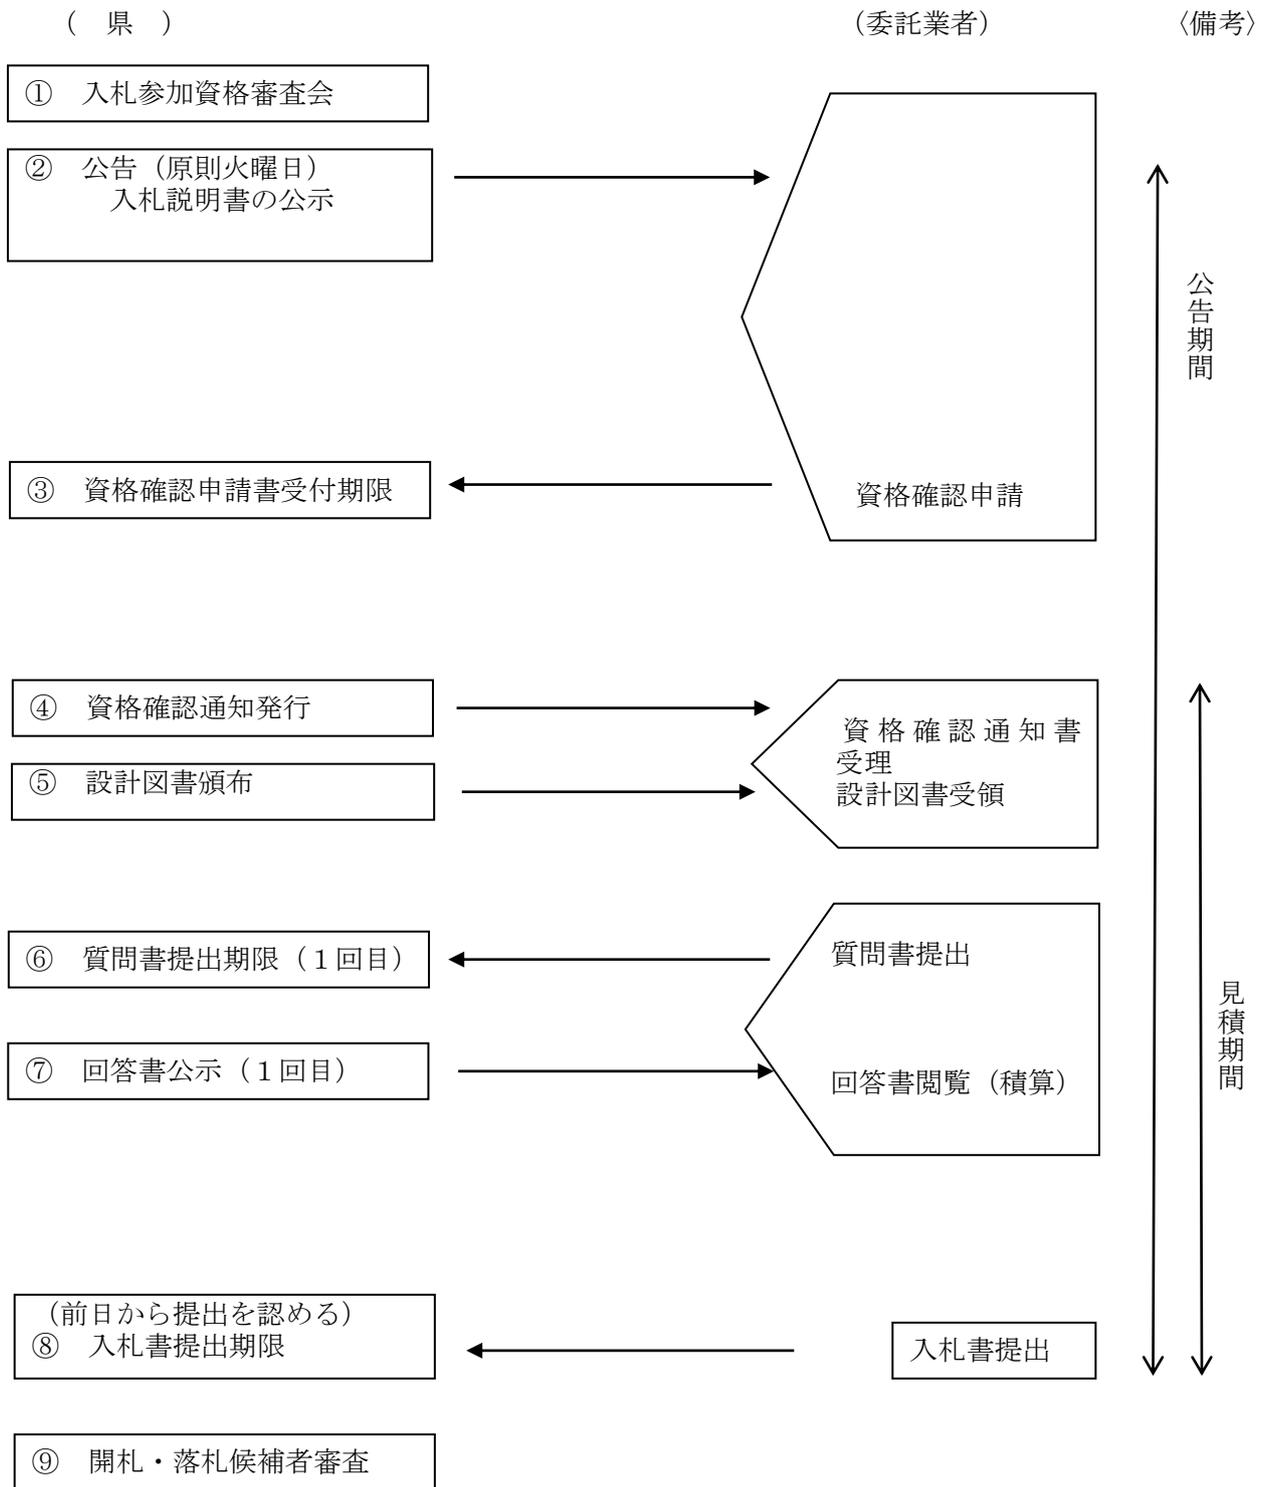 （　県　）
（委託業者）
〈備考〉
①　入札参加資格審査会
②　公告（原則火曜日）
入札説明書の公示
公告期間
③　資格確認申請書受付期限
資格確認申請
④　資格確認通知発行
資格確認通知書
受理
⑤　設計図書頒布
設計図書受領
⑥　質問書提出期限（１回目）
質問書提出
見積期間
⑦　回答書公示（１回目）
回答書閲覧（積算）
（前日から提出を認める）
⑧　入札書提出期限
入札書提出
⑨　開札・落札候補者審査